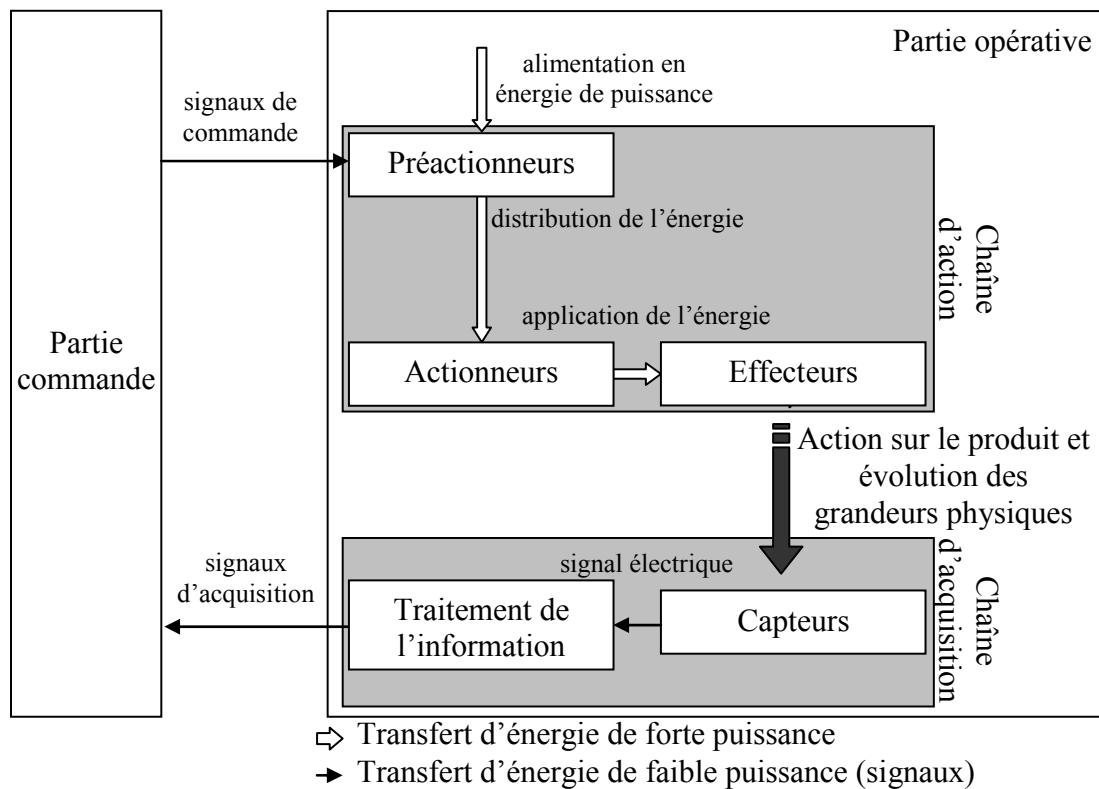 Partie opérative
alimentation en
énergie de puissance
signaux de
commande
Préactionneurs
distribution de l'énergie
Chaîne
d'action
application de l'énergie
Partie
commande
Actionneurs
Effecteurs
Action sur le produit et
évolution des
grandeurs physiques
signaux
d'acquisition
signal électrique
Traitement de
l'information
Capteurs
Chaîne
d'acquisition
Transfert d'énergie de forte puissance
Transfert d'énergie de faible puissance (signaux)